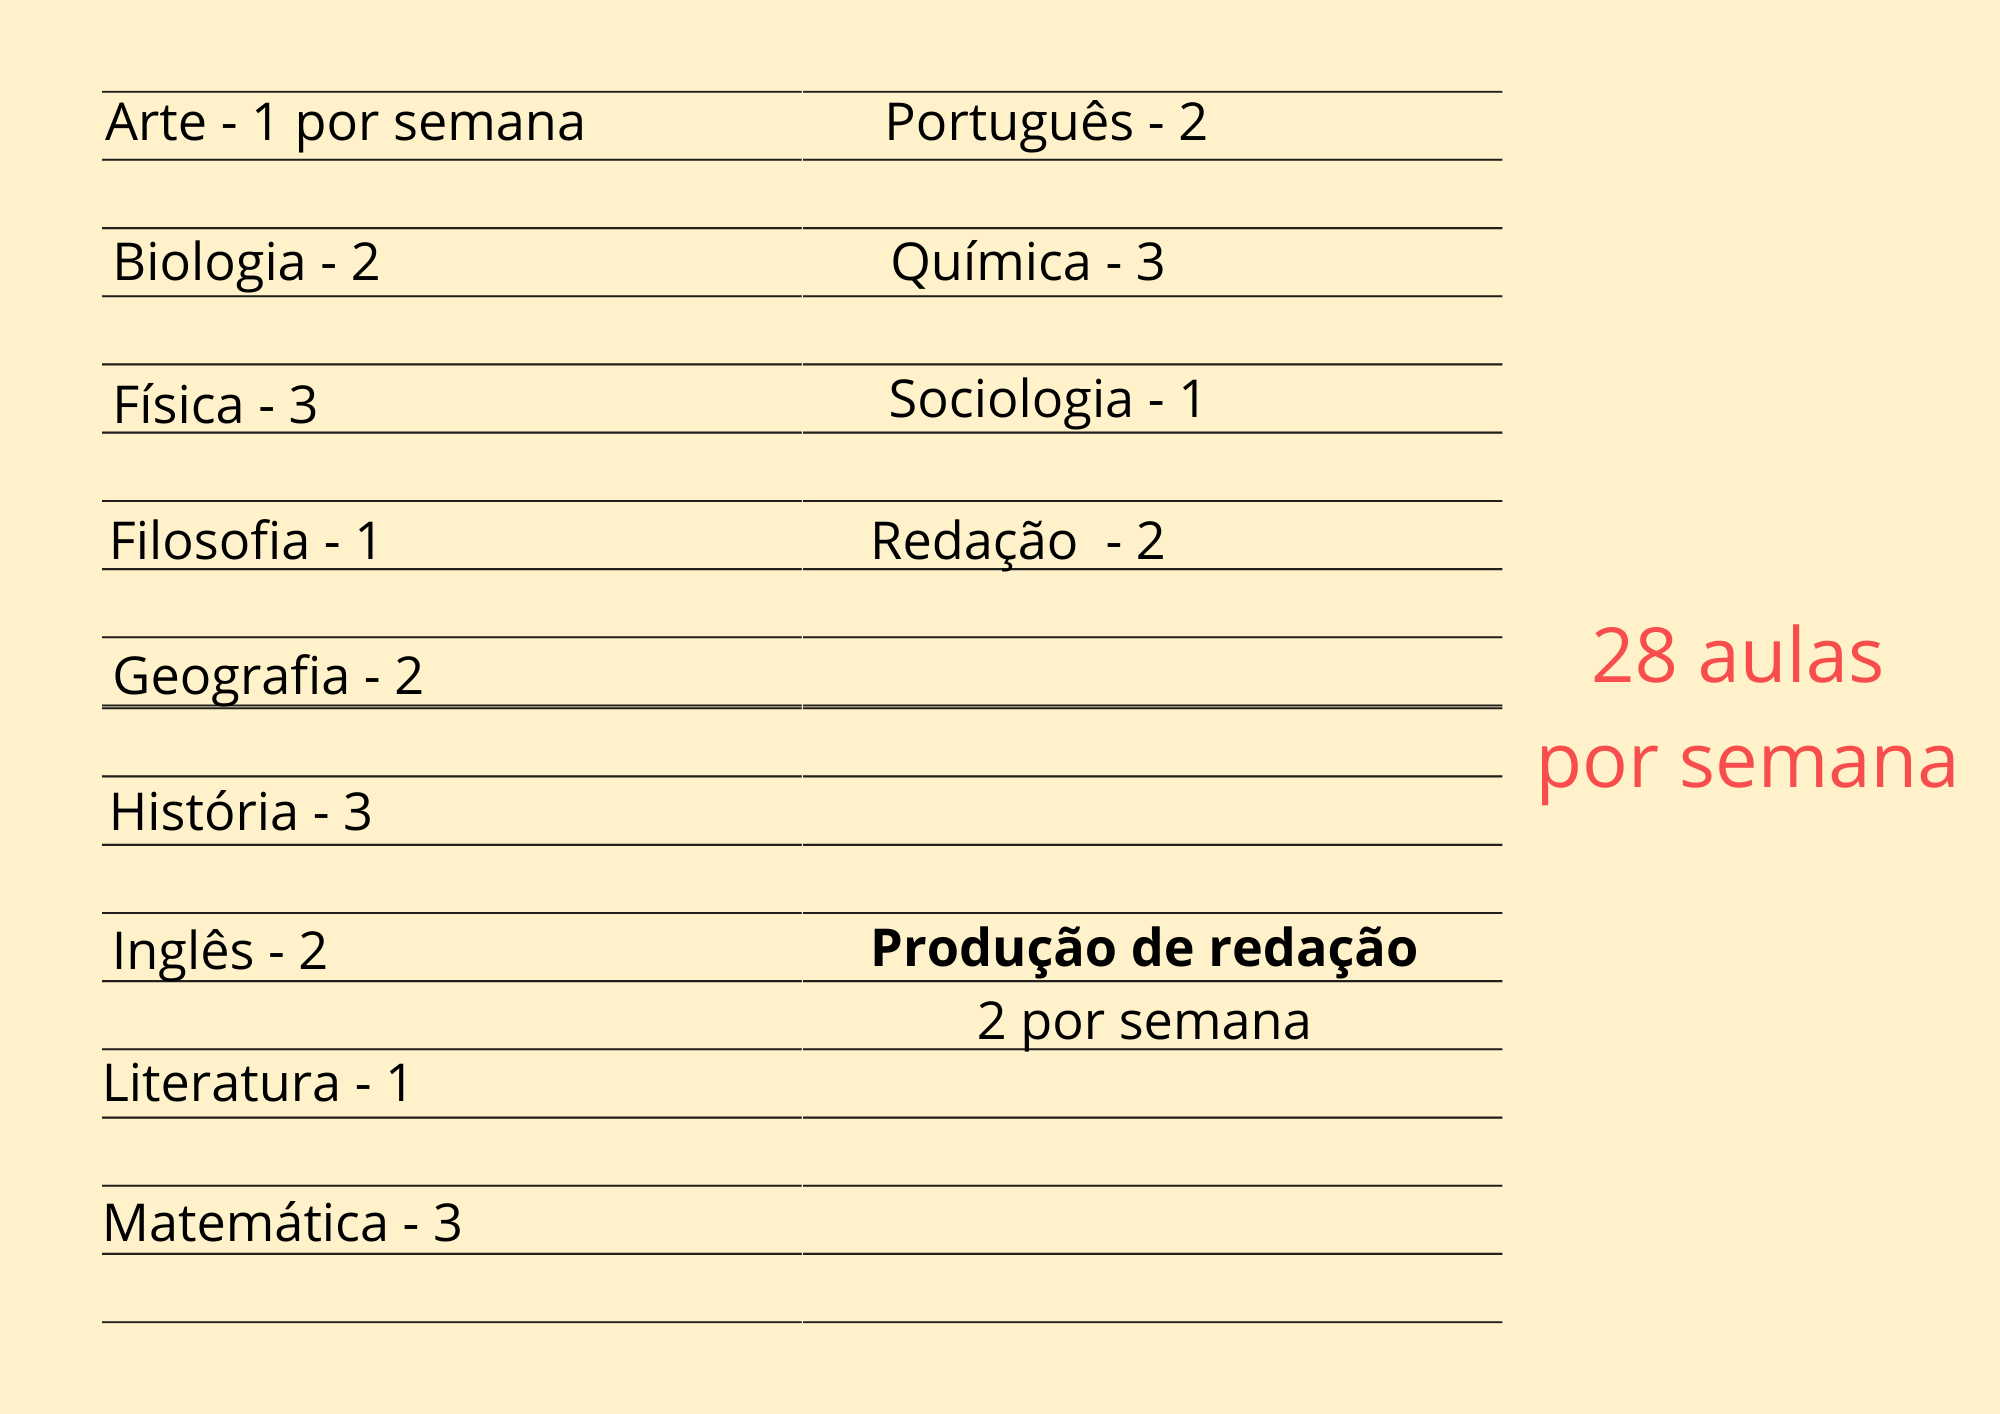 Arte - 1 por semana
Biologia - 2
Física - 3
Filosofia - 1
Geografia - 2
História - 3
Inglês - 2
Literatura - 1
Matemática - 3
Português - 2
Química - 3
Sociologia - 1
Redação  - 2
Produção de redação
2 por semana
28 aulas
por semana